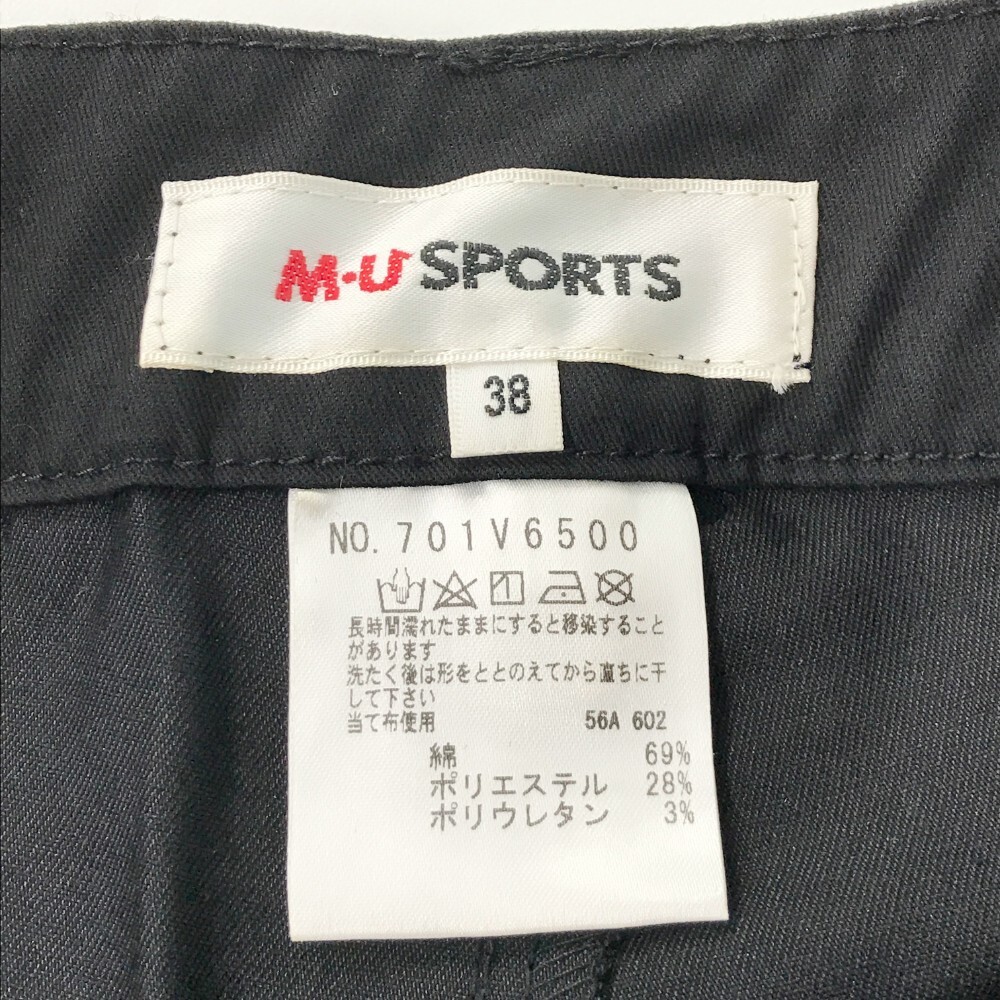 M・U SPORTS
38
NO. 701V6500
長時間濡れたままにすると移染すること
があります
洗たく後は形をととのえてから直ちに干
して下さい
当て布使用 56A 602
綿 69%
ポリエステル 28%
ポリウレタン 3%